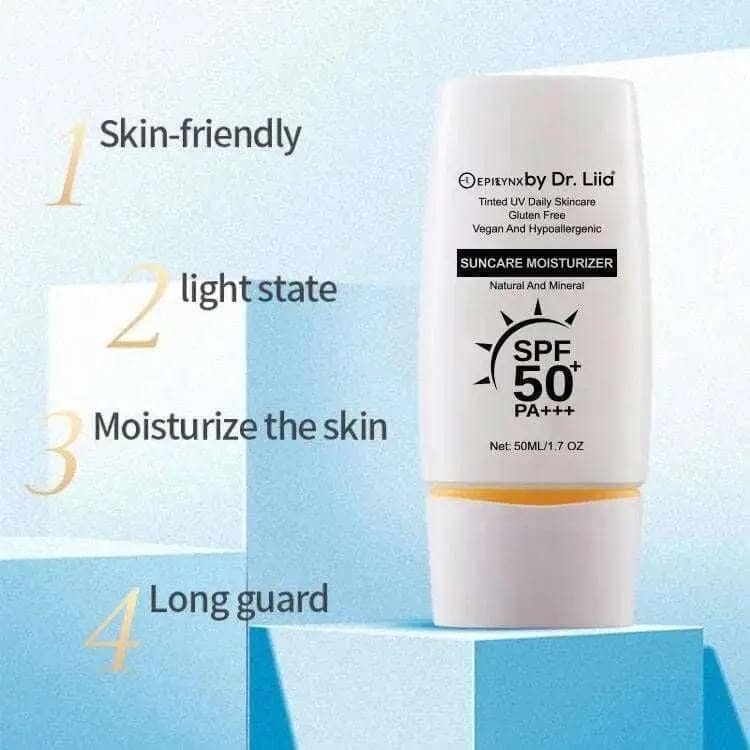 1 Skin-friendly
2 light state
3 Moisturize the skin
4 Long guard
EPILYNX by Dr. Liia®
Tinted UV Daily Skincare
Gluten Free
Vegan And Hypoallergenic
SUNCARE MOISTURIZER
Natural And Mineral
SPF
50+
PA+++
Net: 50ML/1.7 OZ